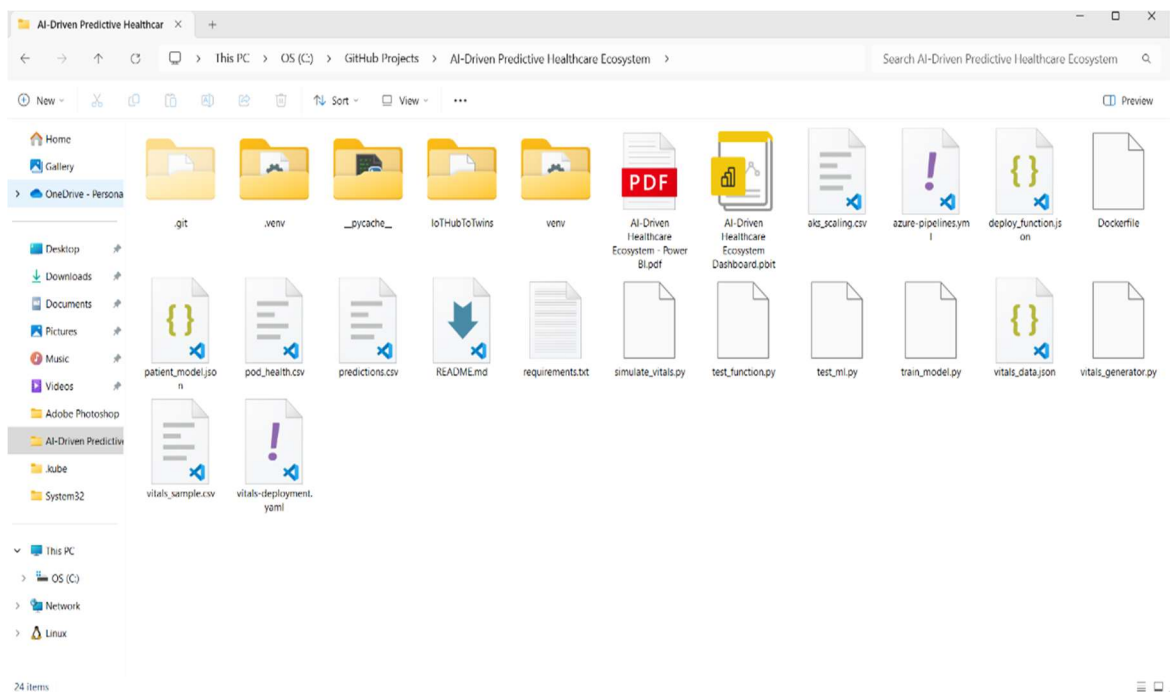 AI-Driven Predictive Healthcar
This PC > OS (C:) > GitHub Projects > AI-Driven Predictive Healthcare Ecosystem >
Search AI-Driven Predictive Healthcare Ecosystem
New
Sort
View
Preview
Home
Gallery
OneDrive - Persona
Desktop
Downloads
Documents
Pictures
Music
Videos
Adobe Photoshop
AI-Driven Predictive
.kube
System32
This PC
OS (C:)
Network
Linux
.git
.venv
__pycache__
IoTHubToTwins
venv
PDF
AI-Driven
Healthcare
Ecosystem - Power
BI.pdf
AI-Driven
Healthcare
Ecosystem
Dashboard.pbit
aks_scaling.csv
azure-pipelines.ym
l
deploy_function.js
on
Dockerfile
patient_model.jso
n
pod_health.csv
predictions.csv
README.md
requirements.txt
simulate_vitals.py
test_function.py
test_ml.py
train_model.py
vitals_data.json
vitals_generator.py
vitals_sample.csv
vitals-deployment.
yaml
24 items